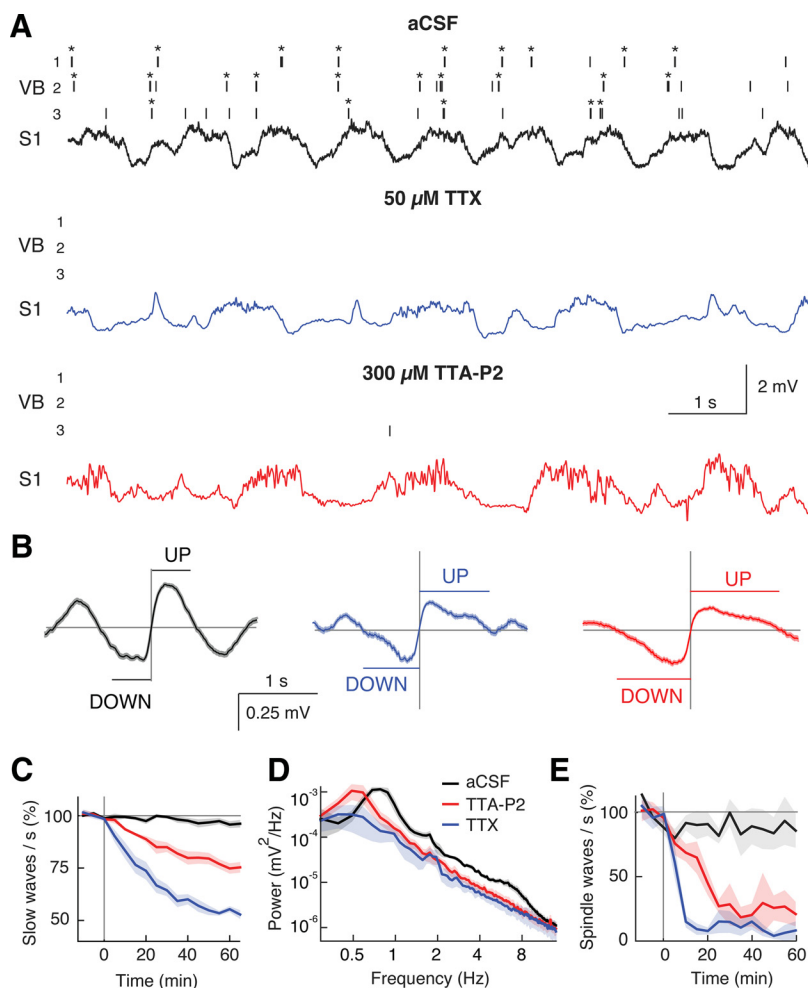 A
aCSF
1
VB 2
3
S1
50 µM TTX
1
VB 2
3
S1
300 µM TTA-P2
1
VB 2
3
S1
1 s
2 mV
B
UP
DOWN
UP
DOWN
UP
DOWN
1 s
0.25 mV
C
Slow waves / s (%)
100
75
50
0 20 40 60
Time (min)
D
aCSF
TTA-P2
TTX
Power (mV²/Hz)
10⁻³
10⁻⁴
10⁻⁵
10⁻⁶
0.5 1 2 4 8
Frequency (Hz)
E
Spindle waves / s (%)
100
50
0
0 20 40 60
Time (min)